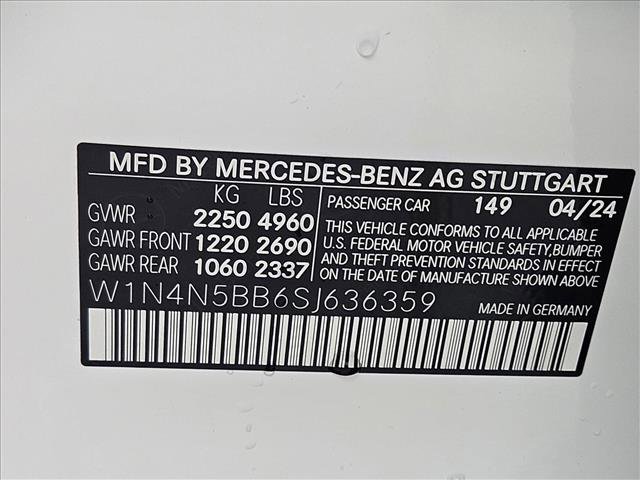 MFD BY MERCEDES-BENZ AG STUTTGART
KG LBS
GVWR 2250 4960
GAWR FRONT 1220 2690
GAWR REAR 1060 2337
PASSENGER CAR 149 04/24
THIS VEHICLE CONFORMS TO ALL APPLICABLE
U.S. FEDERAL MOTOR VEHICLE SAFETY,BUMPER
AND THEFT PREVENTION STANDARDS IN EFFECT
ON THE DATE OF MANUFACTURE SHOWN ABOVE
W1N4N5BB6SJ636359
MADE IN GERMANY